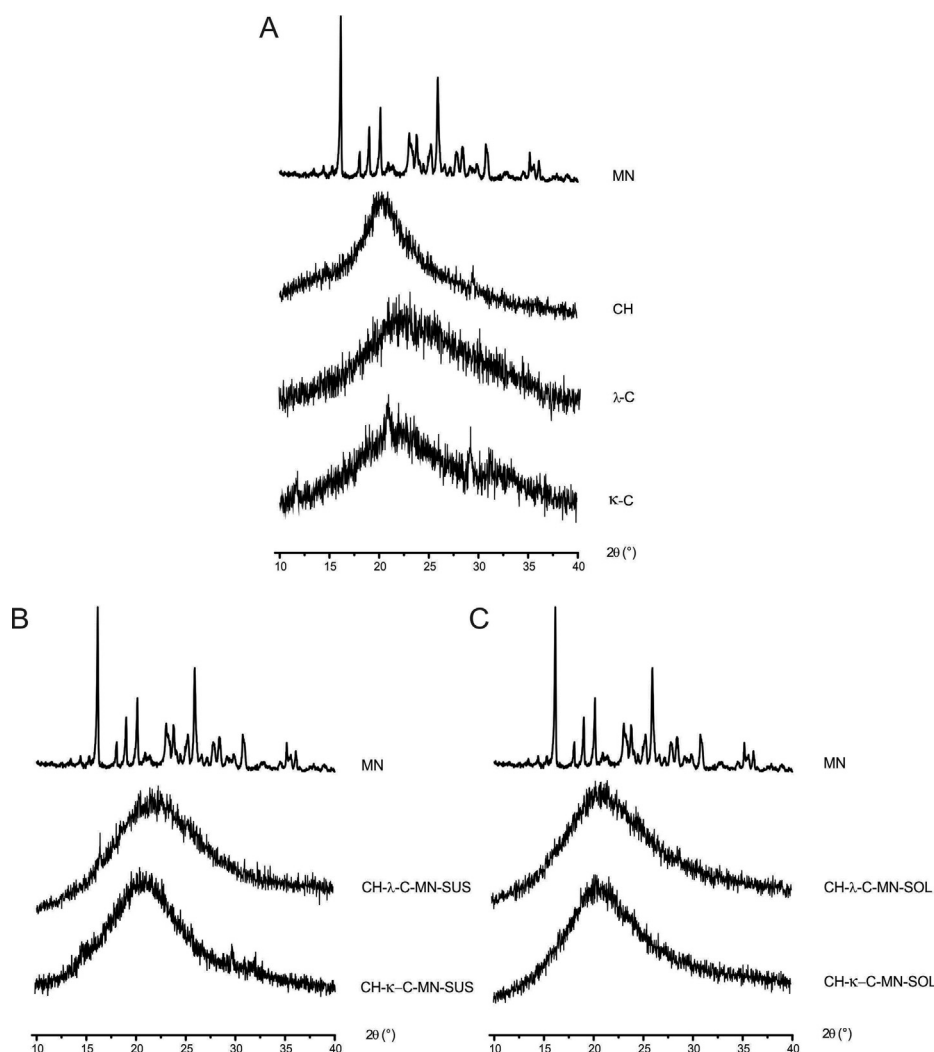 A
MN
CH
λ-C
κ-C
2θ (°)
10 15 20 25 30 35 40
B
C
MN
MN
CH-λ-C-MN-SUS
CH-λ-C-MN-SOL
CH-κ–C-MN-SUS
CH-κ–C-MN-SOL
2θ (°)
2θ (°)
10 15 20 25 30 35 40
10 15 20 25 30 35 40